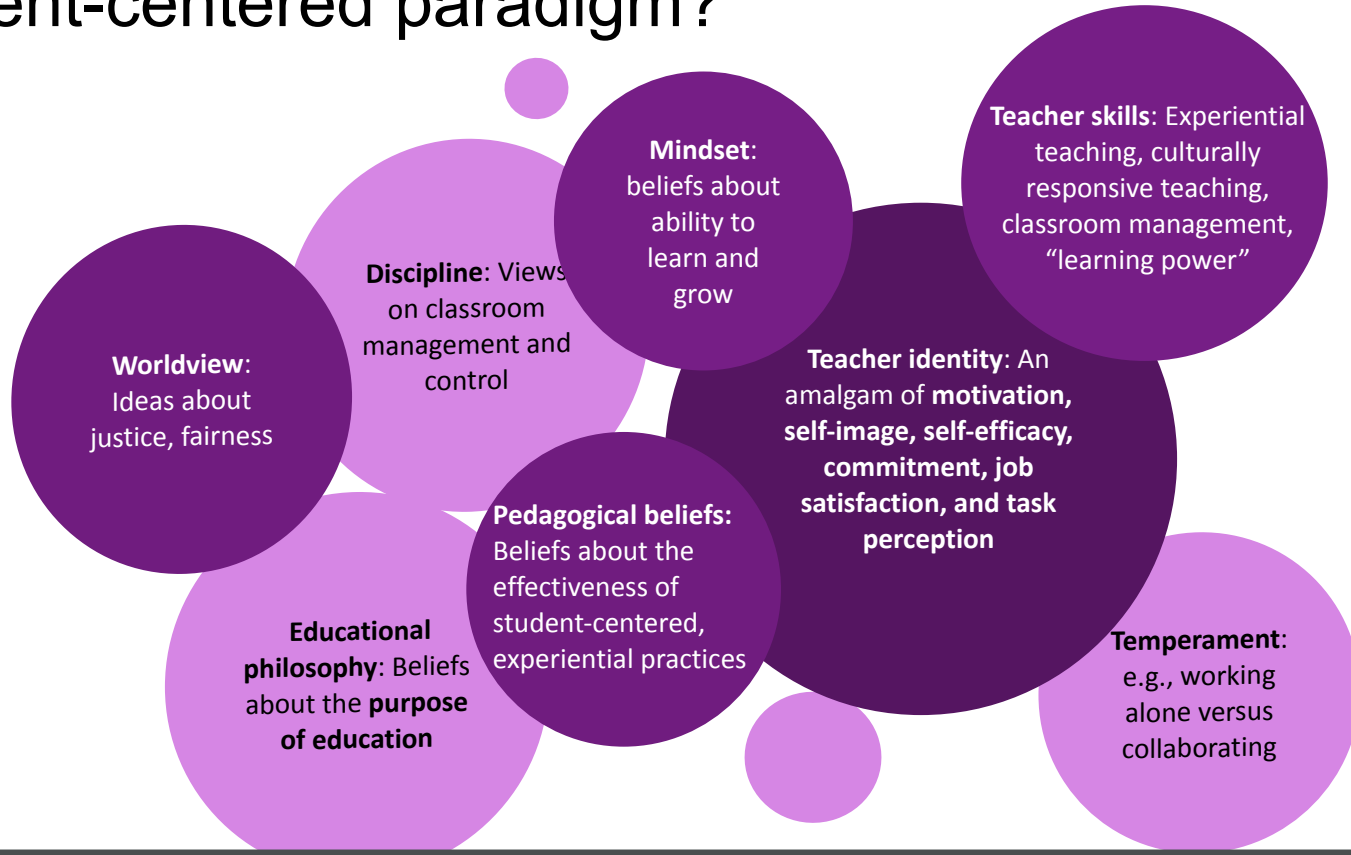 ent-centered paradigm?
Mindset:
beliefs about
ability to
learn and
grow
Teacher skills: Experiential
teaching, culturally
responsive teaching,
classroom management,
“learning power”
Discipline: Views
on classroom
management and
control
Worldview:
Ideas about
justice, fairness
Teacher identity: An
amalgam of motivation,
self-image, self-efficacy,
commitment, job
satisfaction, and task
perception
Pedagogical beliefs:
Beliefs about the
effectiveness of
student-centered,
experiential practices
Educational
philosophy: Beliefs
about the purpose
of education
Temperament:
e.g., working
alone versus
collaborating